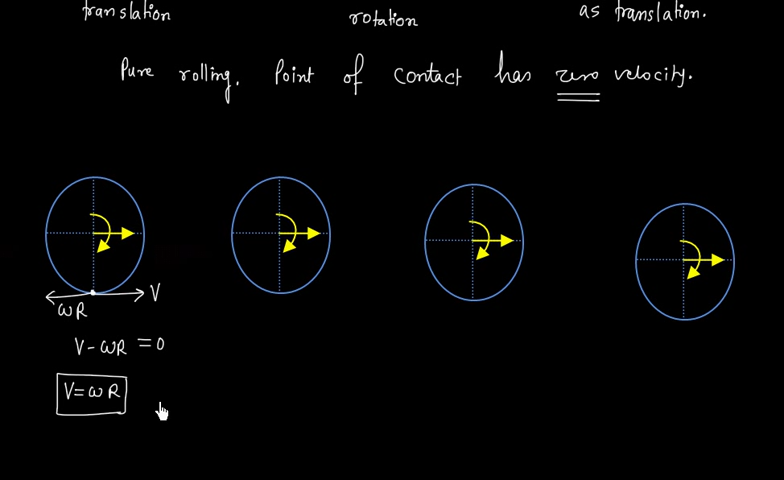 translation rotation as translation.
Pure rolling. Point of contact has zero velocity.
V
ωR
V-ωR =0
V=ωR